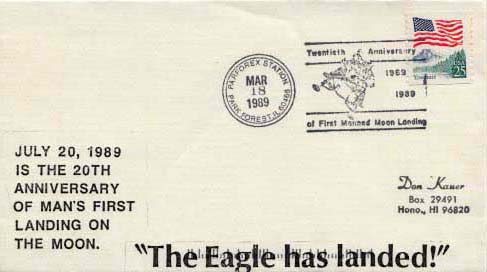 PARFOREX STATION
MAR
18
1989
PARK FOREST, IL 60466
Twentieth Anniversary
1969
1989
of First Manned Moon Landing
USA
25
Yosemite
JULY 20, 1989
IS THE 20TH
ANNIVERSARY
OF MAN'S FIRST
LANDING ON
THE MOON.
Don Kauer
Box 29491
Hono., HI 96820
"The Eagle has landed!"